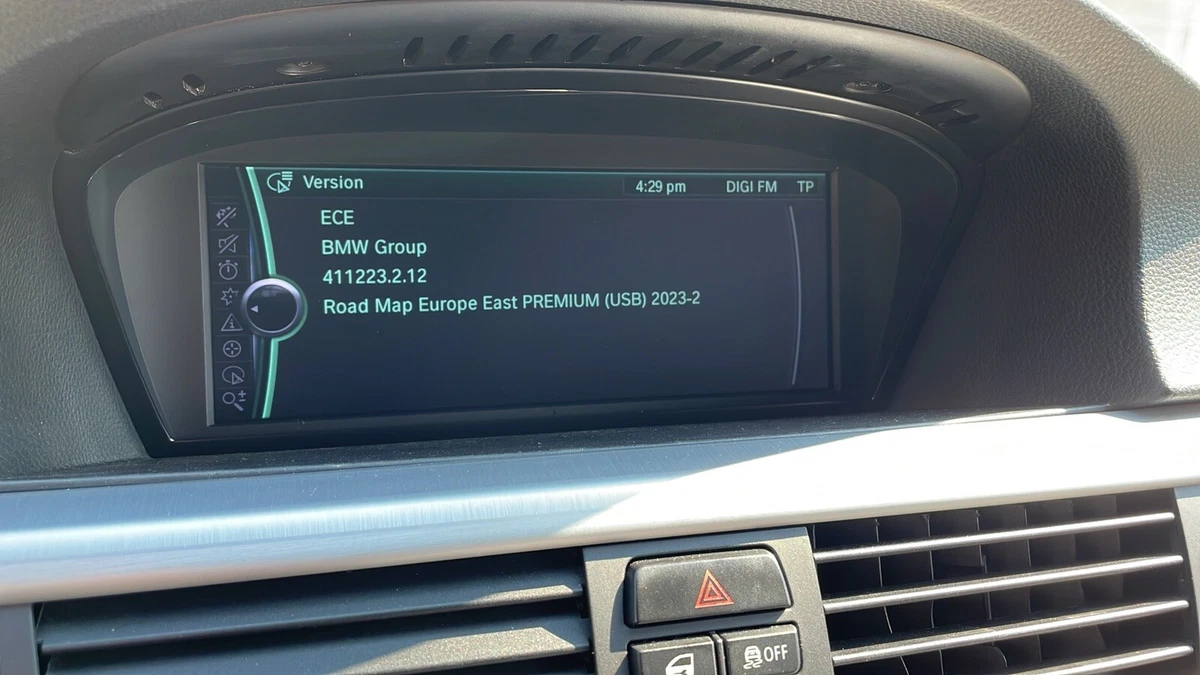 Version 4:29 pm DIGI FM TP
ECE
BMW Group
411223.2.12
Road Map Europe East PREMIUM (USB) 2023-2
OFF